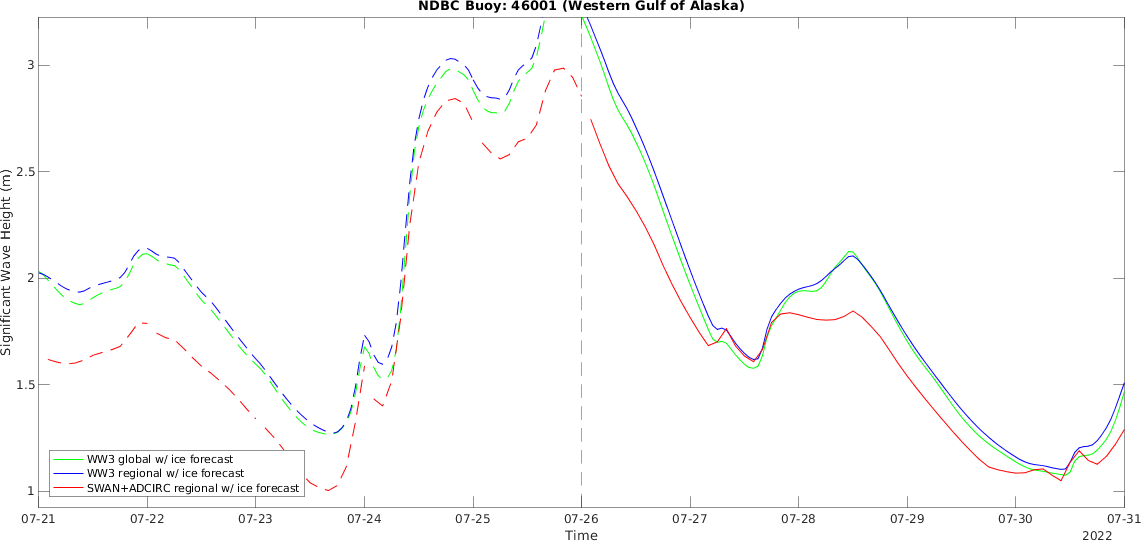 NDBC Buoy: 46001 (Western Gulf of Alaska)
Significant Wave Height (m)
3
2.5
2
1.5
1
WW3 global w/ ice forecast
WW3 regional w/ ice forecast
SWAN+ADCIRC regional w/ ice forecast
07-21 07-22 07-23 07-24 07-25 07-26 07-27 07-28 07-29 07-30 07-31
Time
2022